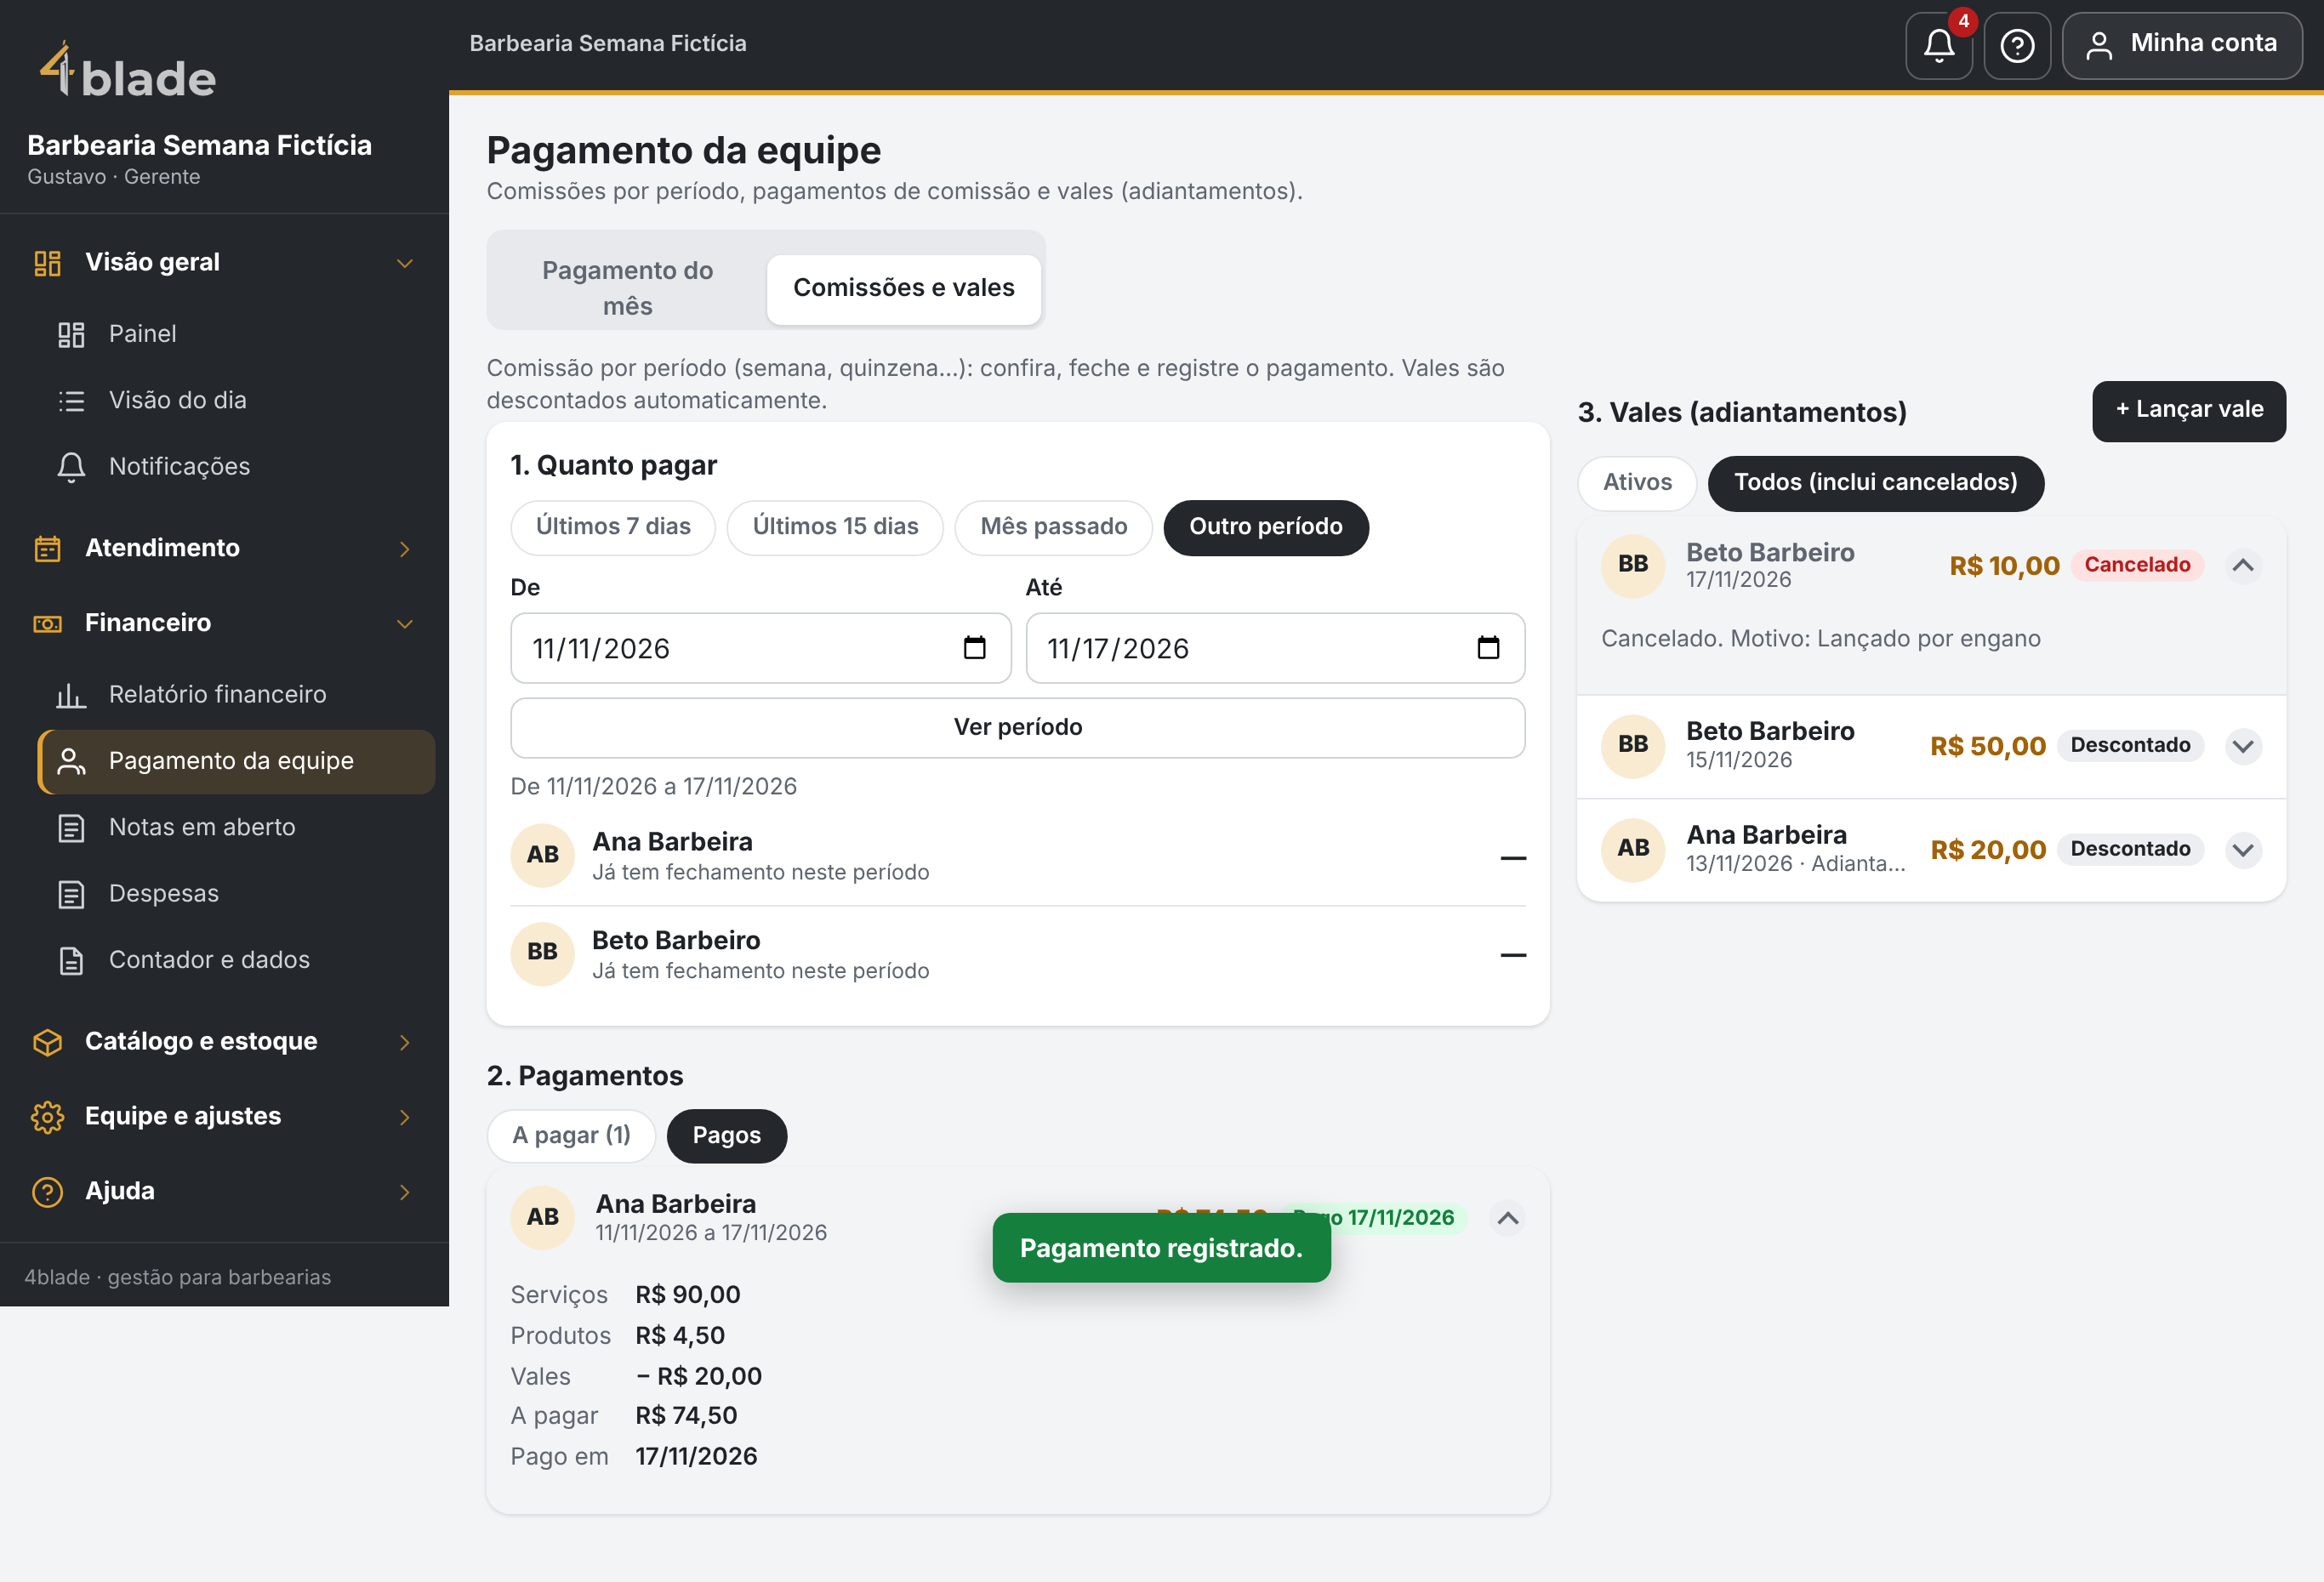 4blade
Barbearia Semana Fictícia
Gustavo · Gerente
Visão geral
Painel
Visão do dia
Notificações
Atendimento
Financeiro
Relatório financeiro
Pagamento da equipe
Notas em aberto
Despesas
Contador e dados
Catálogo e estoque
Equipe e ajustes
Ajuda
4blade · gestão para barbearias
Barbearia Semana Fictícia
4
Minha conta
Pagamento da equipe
Comissões por período, pagamentos de comissão e vales (adiantamentos).
Pagamento do
mês
Comissões e vales
Comissão por período (semana, quinzena...): confira, feche e registre o pagamento. Vales são
descontados automaticamente.
1. Quanto pagar
Últimos 7 dias
Últimos 15 dias
Mês passado
Outro período
De
Até
11/11/2026
11/17/2026
Ver período
De 11/11/2026 a 17/11/2026
AB
Ana Barbeira
Já tem fechamento neste período
—
BB
Beto Barbeiro
Já tem fechamento neste período
—
2. Pagamentos
A pagar (1)
Pagos
AB
Ana Barbeira
11/11/2026 a 17/11/2026
17/11/2026
Pagamento registrado.
Serviços R$ 90,00
Produtos R$ 4,50
Vales − R$ 20,00
A pagar R$ 74,50
Pago em 17/11/2026
3. Vales (adiantamentos)
+ Lançar vale
Ativos
Todos (inclui cancelados)
BB
Beto Barbeiro
17/11/2026
R$ 10,00
Cancelado
Cancelado. Motivo: Lançado por engano
BB
Beto Barbeiro
15/11/2026
R$ 50,00
Descontado
AB
Ana Barbeira
13/11/2026 · Adianta...
R$ 20,00
Descontado